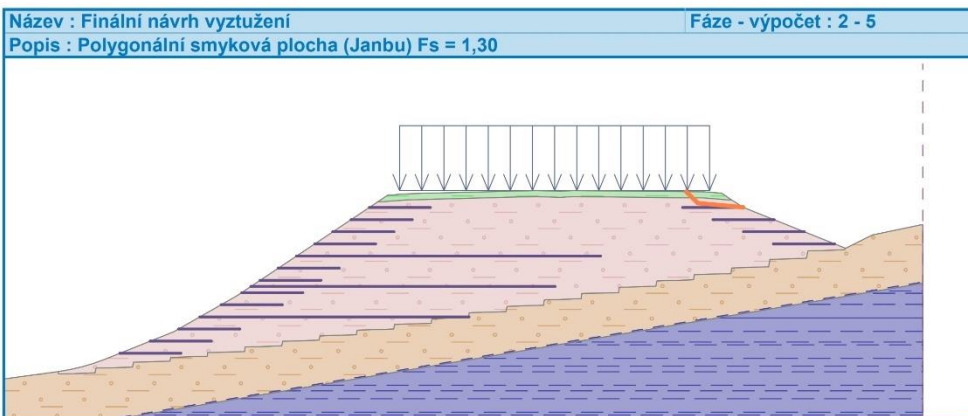 Název : Finální návrh vyztužení Fáze - výpočet : 2 - 5
Popis : Polygonální smyková plocha (Janbu) Fs = 1,30